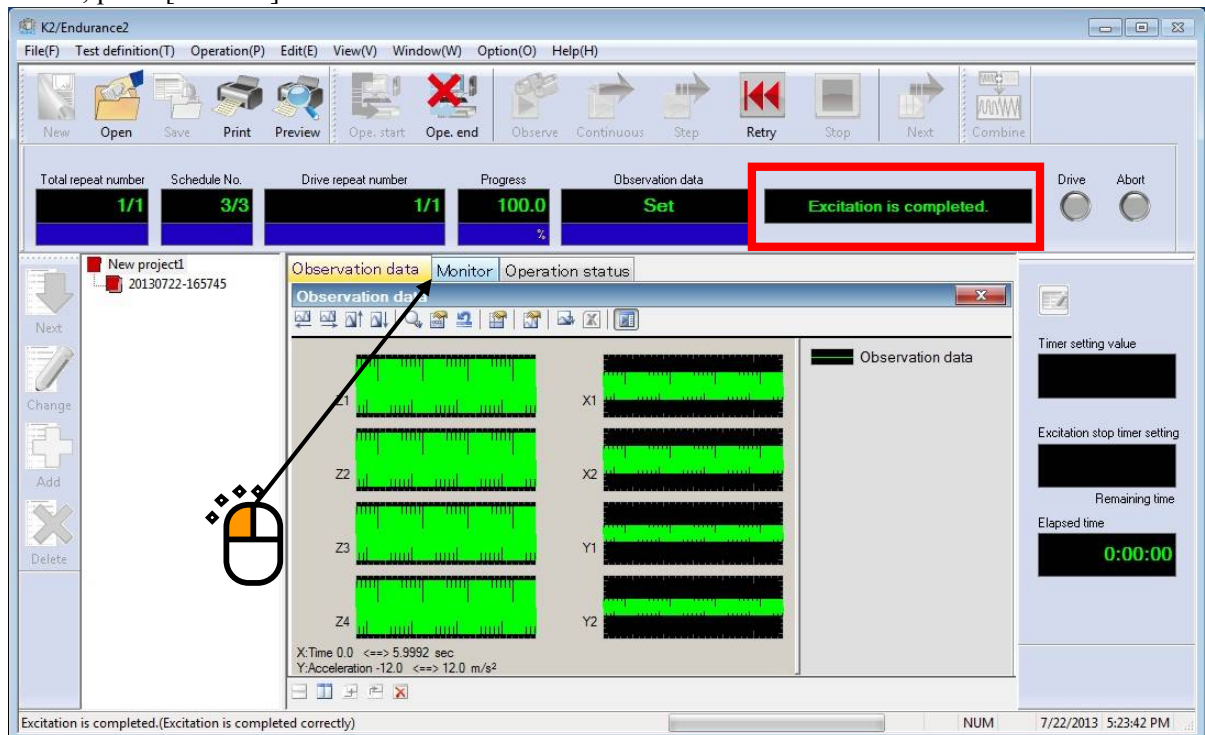 K2/Endurance2
File(F) Test definition(T) Operation(P) Edit(E) View(V) Window(W) Option(O) Help(H)
New Open Save Print Preview Ope. start Ope. end Observe Continuous Step Retry Stop Next Combine
Total repeat number Schedule No. Drive repeat number Progress Observation data Drive Abort
1/1 3/3 1/1 100.0 Set Excitation is completed.
%
New project1
20130722-165745
Observation data Monitor Operation status
Observation data
Next
Change
Add
Delete
Z1 X1
Z2 X2
Z3 Y1
Z4 Y2
X:Time 0.0 <==> 5.9992 sec
Y:Acceleration -12.0 <==> 12.0 m/s²
Observation data
Timer setting value
Excitation stop timer setting
Remaining time
Elapsed time
0:00:00
Excitation is completed.(Excitation is completed correctly) NUM 7/22/2013 5:23:42 PM